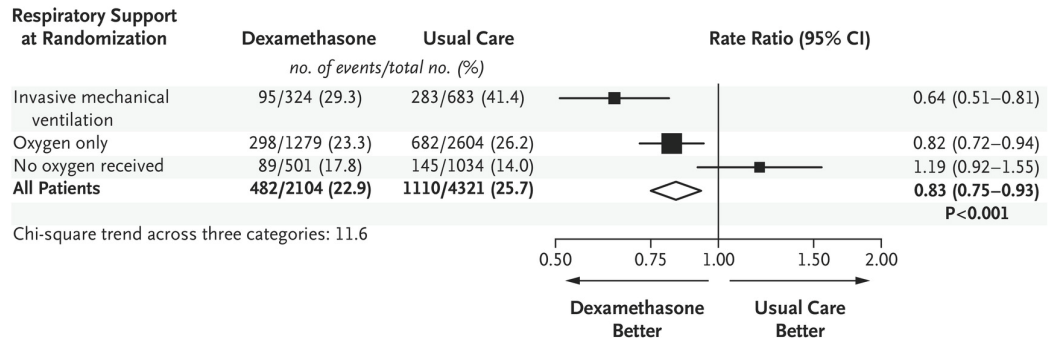 Respiratory Support
at Randomization Dexamethasone Usual Care Rate Ratio (95% CI)
no. of events/total no. (%)
Invasive mechanical 95/324 (29.3) 283/683 (41.4) 0.64 (0.51–0.81)
ventilation
Oxygen only 298/1279 (23.3) 682/2604 (26.2) 0.82 (0.72–0.94)
No oxygen received 89/501 (17.8) 145/1034 (14.0) 1.19 (0.92–1.55)
All Patients 482/2104 (22.9) 1110/4321 (25.7) 0.83 (0.75–0.93)
P<0.001
Chi-square trend across three categories: 11.6
0.50 0.75 1.00 1.50 2.00
Dexamethasone Usual Care
Better Better